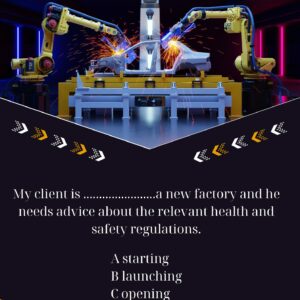 My client is ........................a new factory and he
needs advice about the relevant health and
safety regulations.
A starting
B launching
C opening